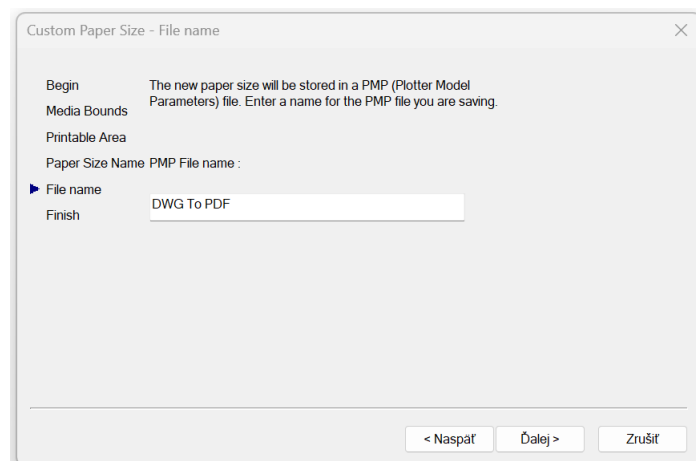 Custom Paper Size - File name
Begin
Media Bounds
Printable Area
Paper Size Name
File name
Finish
The new paper size will be stored in a PMP (Plotter Model
Parameters) file. Enter a name for the PMP file you are saving.
PMP File name :
DWG To PDF
< Naspäť
Ďalej >
Zrušiť